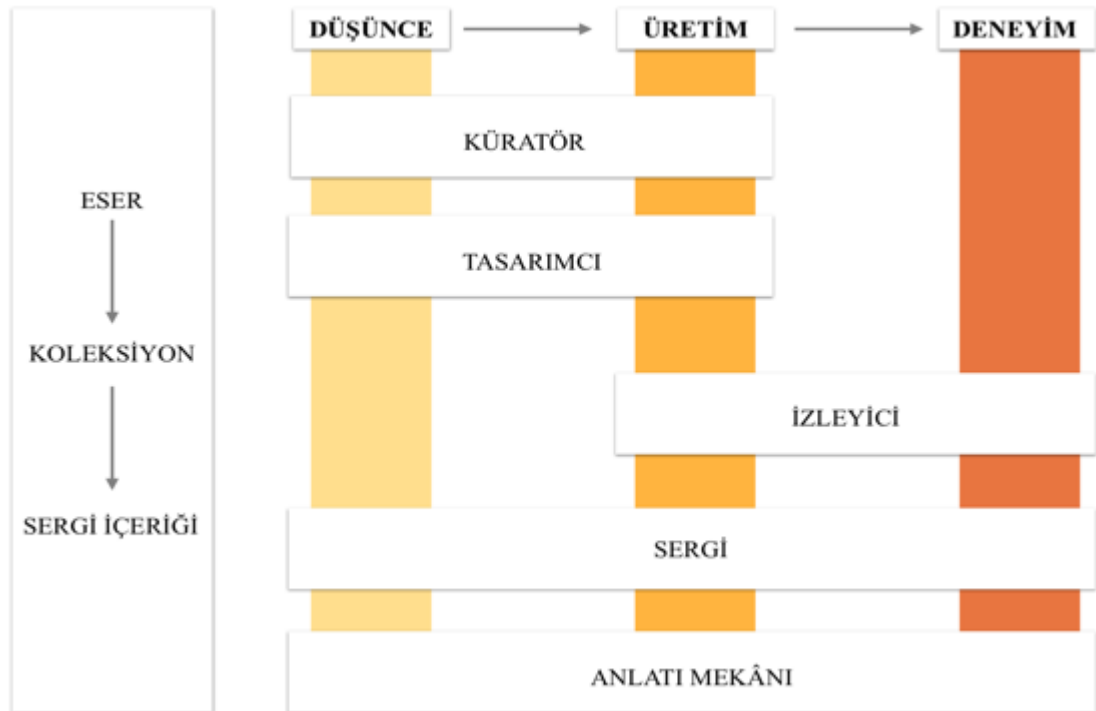 DÜŞÜNCE
ÜRETİM
DENEYİM
KÜRATÖR
ESER
TASARIMCI
KOLEKSİYON
İZLEYİCİ
SERGİ İÇERİĞİ
SERGİ
ANLATI MEKÂNI